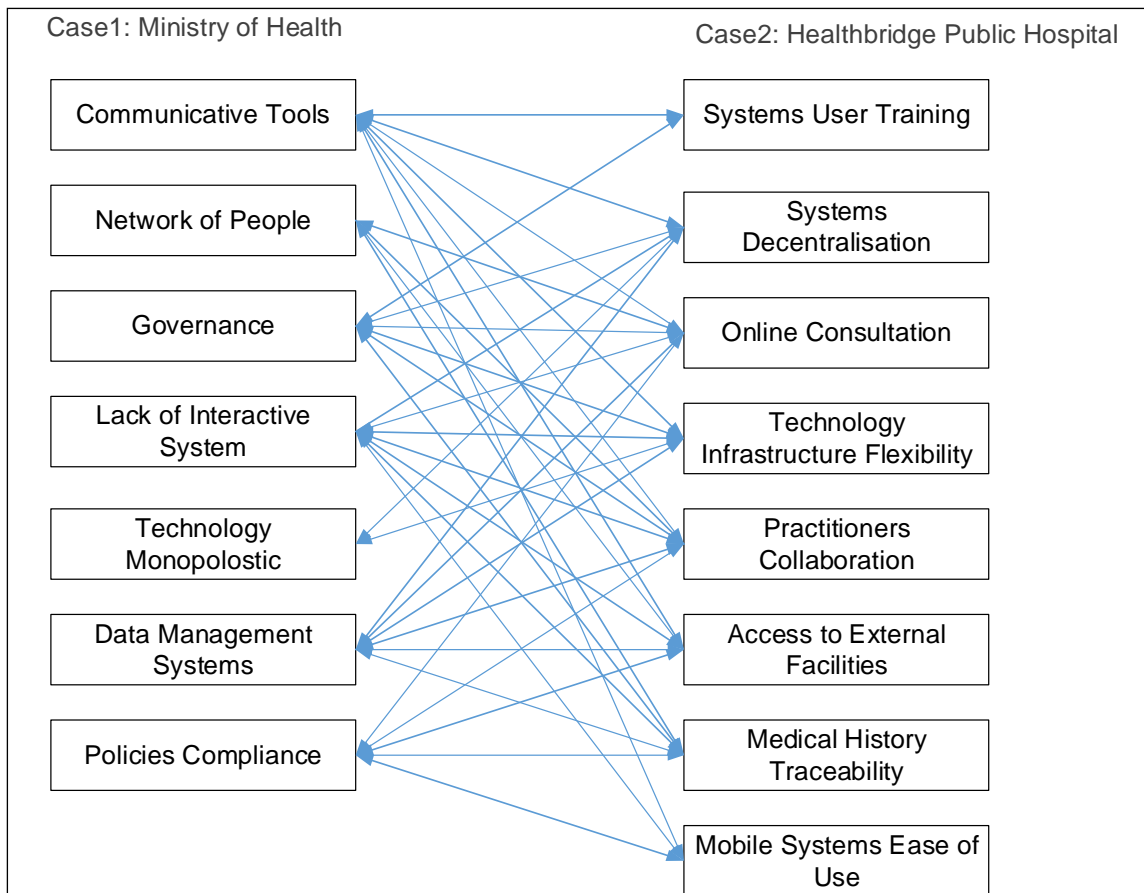 Case1: Ministry of Health
Case2: Healthbridge Public Hospital
Communicative Tools
Systems User Training
Network of People
Systems
Decentralisation
Governance
Online Consultation
Lack of Interactive
System
Technology
Infrastructure Flexibility
Technology
Monopolostic
Practitioners
Collaboration
Data Management
Systems
Access to External
Facilities
Policies Compliance
Medical History
Traceability
Mobile Systems Ease of
Use